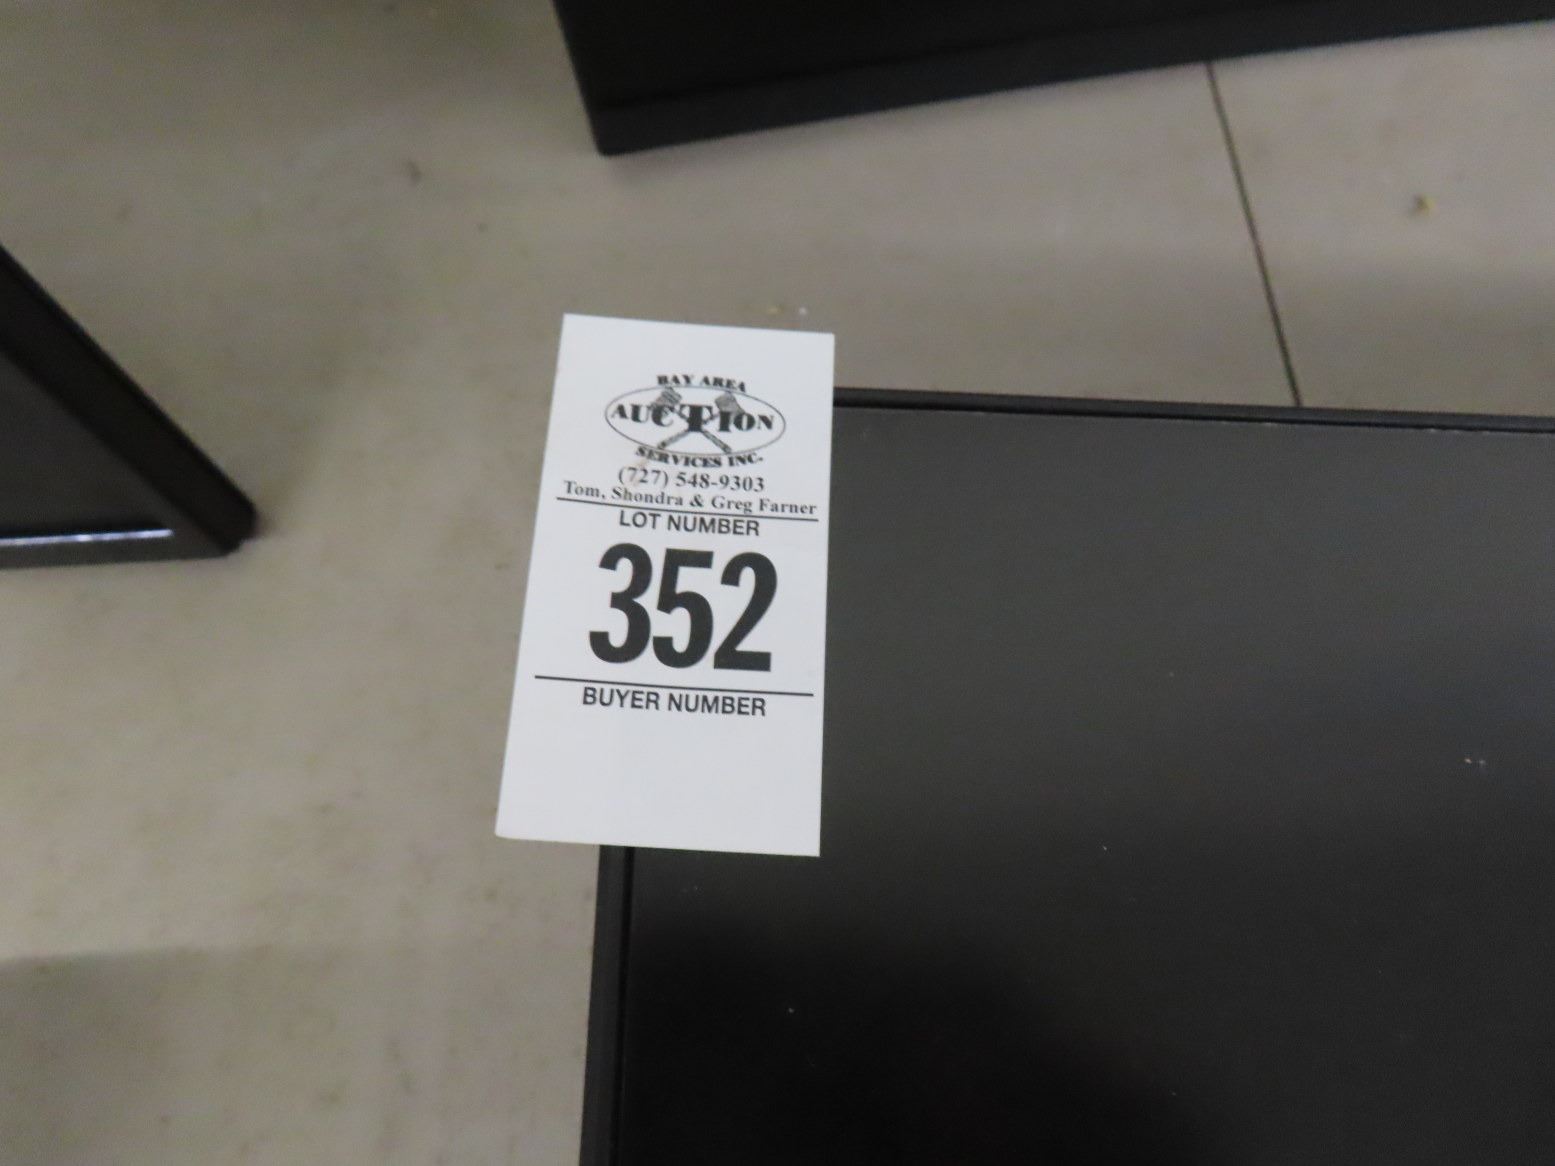 BAY AREA
AUCTION
SERVICES INC.
(727) 548-9303
Tom, Shondra & Greg Farner
LOT NUMBER
352
BUYER NUMBER